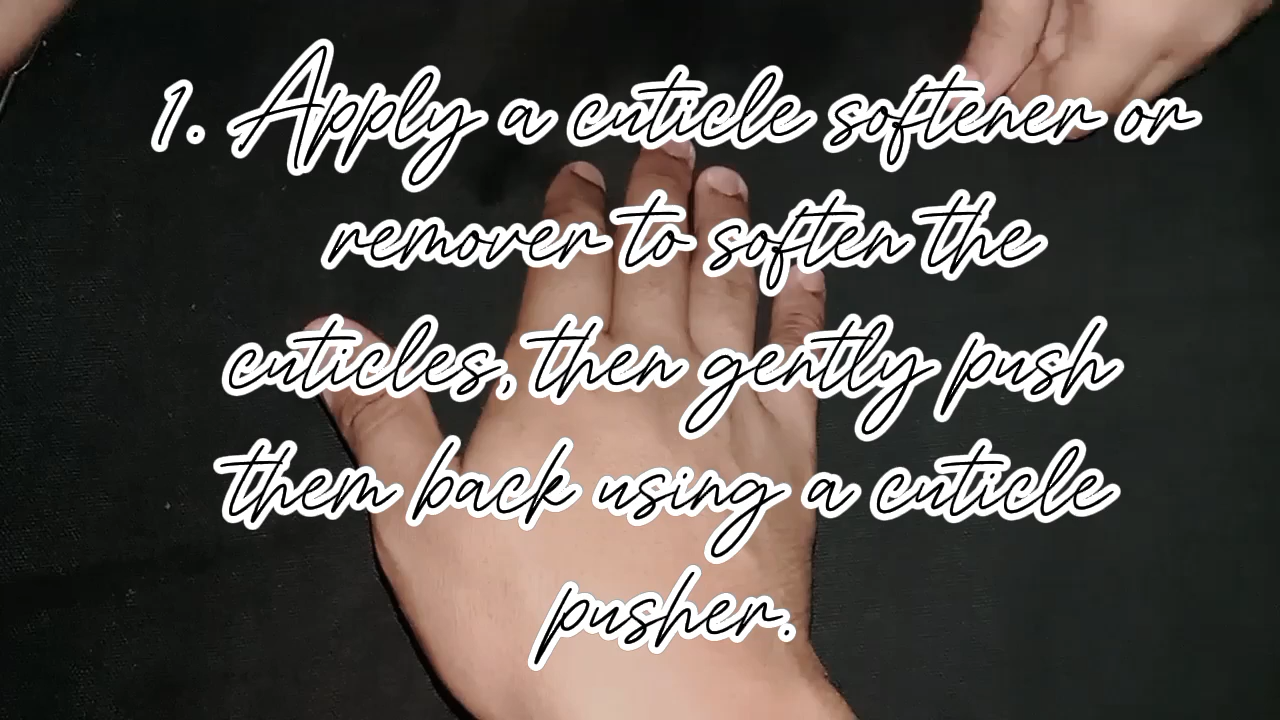 1. Apply a cuticle softener or
remover to soften the
cuticles, then gently push
them back using a cuticle
pusher.